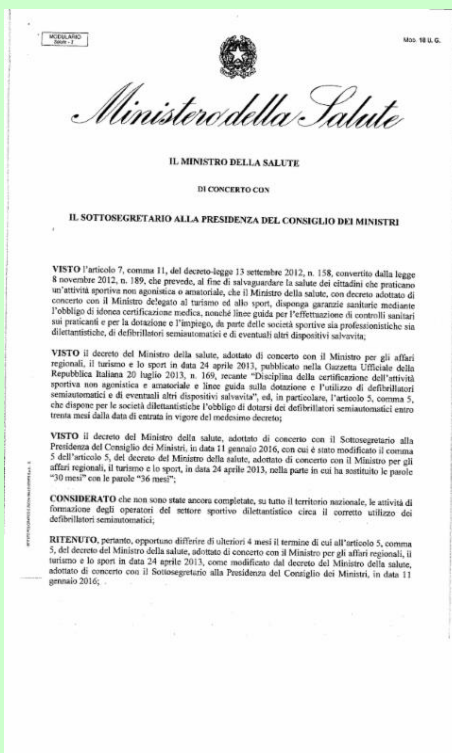 MODULARIO
Salute - 1
Mod. 18 U. G.
Ministero della Salute
IL MINISTRO DELLA SALUTE
DI CONCERTO CON
IL SOTTOSEGRETARIO ALLA PRESIDENZA DEL CONSIGLIO DEI MINISTRI
VISTO l'articolo 7, comma 11, del decreto-legge 13 settembre 2012, n. 158, convertito dalla legge
8 novembre 2012, n. 189, che prevede, al fine di salvaguardare la salute dei cittadini che praticano
un'attività sportiva non agonistica o amatoriale, che il Ministro della salute, con decreto adottato di
concerto con il Ministro delegato al turismo ed allo sport, disponga garanzie sanitarie mediante
l'obbligo di idonea certificazione medica, nonché linee guida per l'effettuazione di controlli sanitari
sui praticanti e per la dotazione e l'impiego, da parte delle società sportive sia professionistiche sia
dilettantistiche, di defibrillatori semiautomatici e di eventuali altri dispositivi salvavita;
VISTO il decreto del Ministro della salute, adottato di concerto con il Ministro per gli affari
regionali, il turismo e lo sport in data 24 aprile 2013, pubblicato nella Gazzetta Ufficiale della
Repubblica Italiana 20 luglio 2013, n. 169, recante "Disciplina della certificazione dell'attività
sportiva non agonistica e amatoriale e linee guida sulla dotazione e l'utilizzo di defibrillatori
semiautomatici e di eventuali altri dispositivi salvavita", ed, in particolare, l'articolo 5, comma 5,
che dispone per le società dilettantistiche l'obbligo di dotarsi dei defibrillatori semiautomatici entro
trenta mesi dalla data di entrata in vigore del medesimo decreto;
VISTO il decreto del Ministro della salute, adottato di concerto con il Sottosegretario alla
Presidenza del Consiglio dei Ministri, in data 11 gennaio 2016, con cui è stato modificato il comma
5 dell'articolo 5, del decreto del Ministro della salute, adottato di concerto con il Ministro per gli
affari regionali, il turismo e lo sport, in data 24 aprile 2013, nella parte in cui ha sostituito le parole
"30 mesi" con le parole "36 mesi";
CONSIDERATO che non sono state ancora completate, su tutto il territorio nazionale, le attività di
formazione degli operatori del settore sportivo dilettantistico circa il corretto utilizzo dei
defibrillatori semiautomatici;
RITENUTO, pertanto, opportuno differire di ulteriori 4 mesi il termine di cui all'articolo 5, comma
5, del decreto del Ministro della salute, adottato di concerto con il Ministro per gli affari regionali, il
turismo e lo sport in data 24 aprile 2013, come modificato dal decreto del Ministro della salute,
adottato di concerto con il Sottosegretario alla Presidenza del Consiglio dei Ministri, in data 11
gennaio 2016;